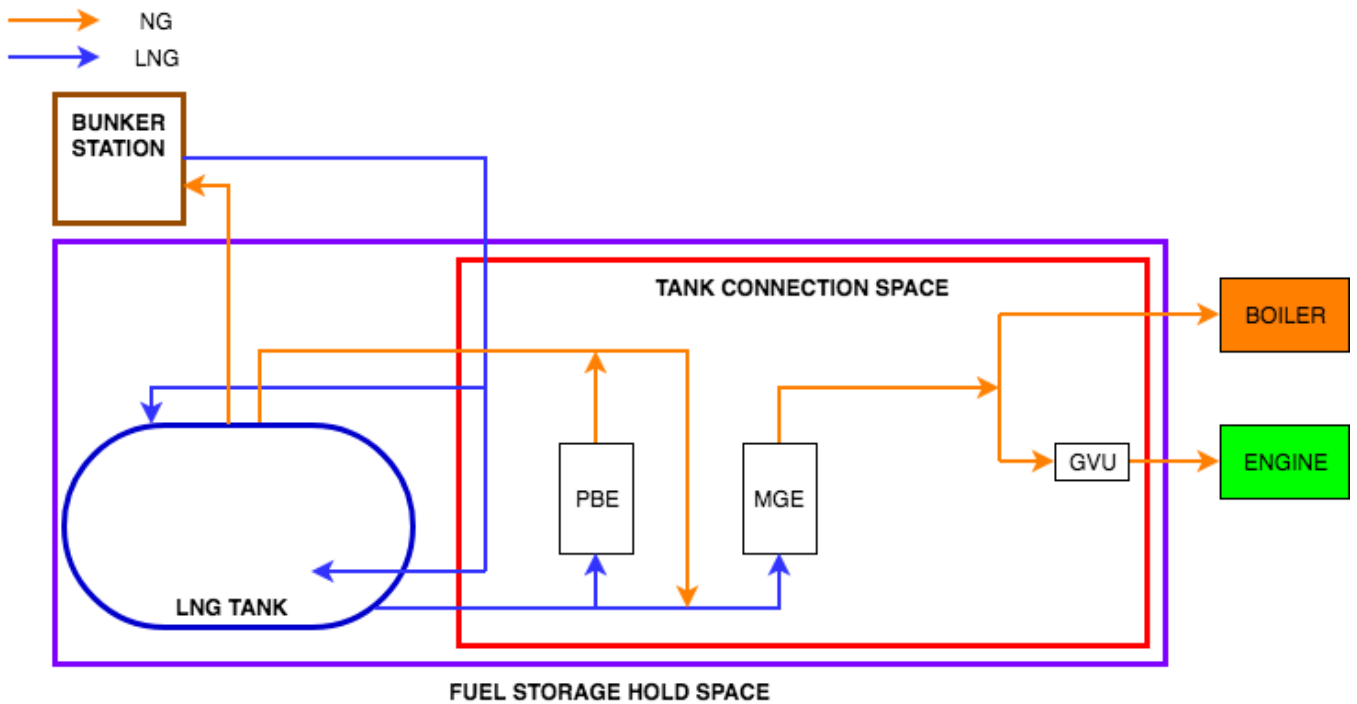 NG
LNG
BUNKER
STATION
TANK CONNECTION SPACE
BOILER
PBE
MGE
GVU
ENGINE
LNG TANK
FUEL STORAGE HOLD SPACE